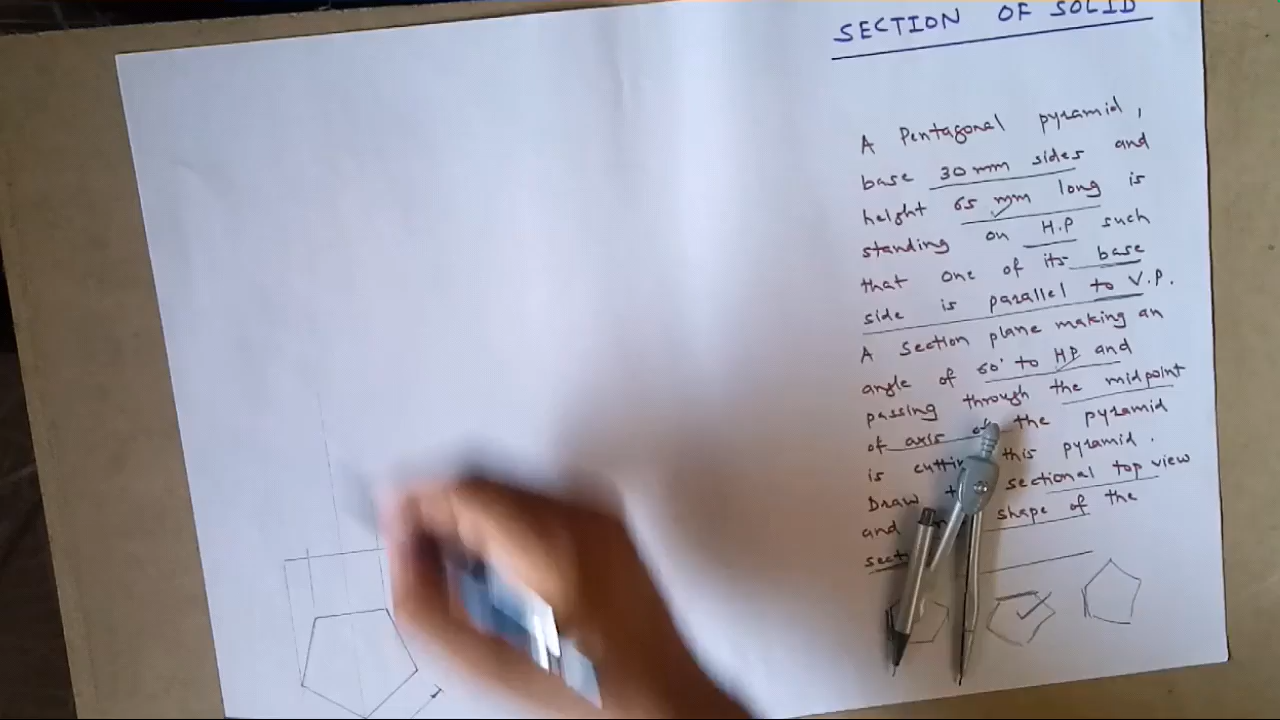 SECTION OF SOLID
A Pentagonal pyramid,
base 30 mm sides and
height 65 mm long is
standing on H.P such
that one of its base
side is parallel to V.P.
A section plane making an
angle of 60° to HP and
passing through the midpoint
of axis of the pyramid
is this pyramid.
Draw sectional top view
and shape of the